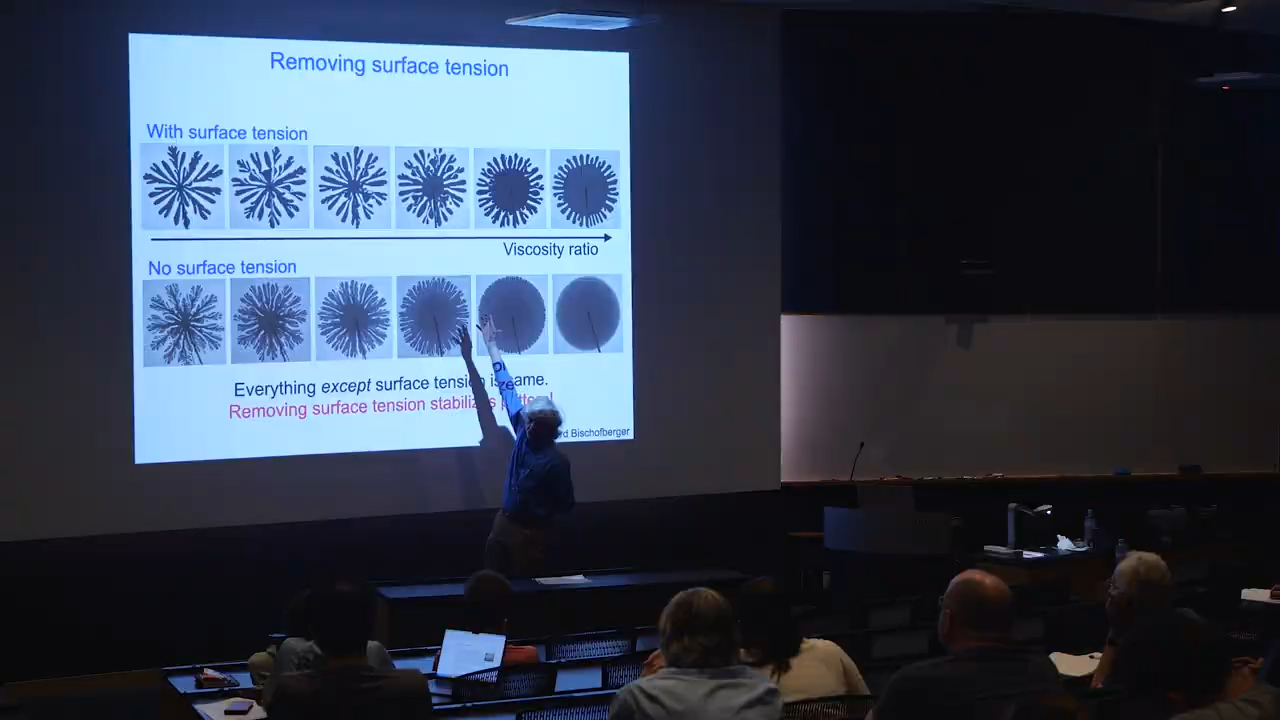 Removing surface tension
With surface tension
Viscosity ratio
No surface tension
Everything except surface tension is same.
Removing surface tension stabilizes
Bischofberger